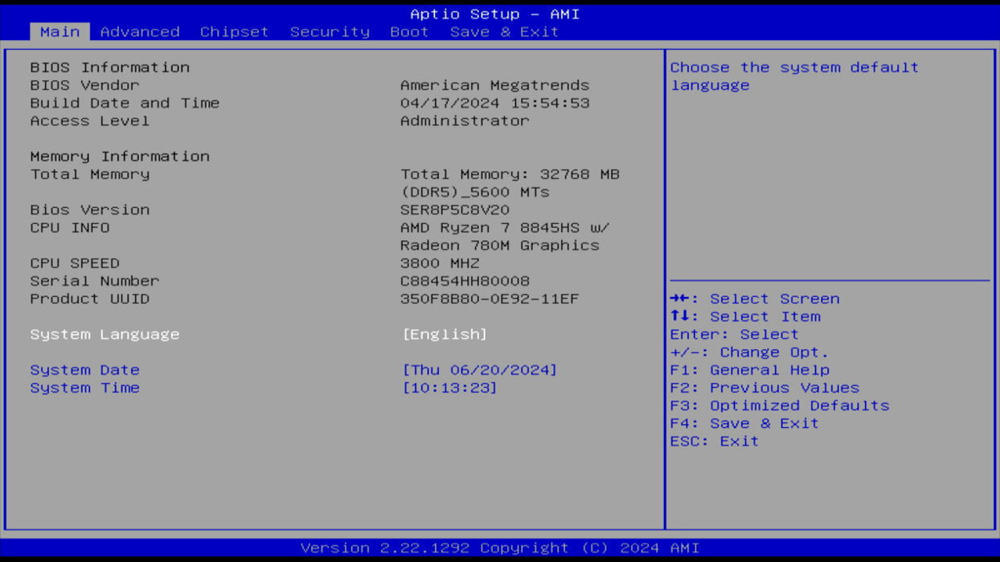 Aptio Setup – AMI
Main Advanced Chipset Security Boot Save & Exit
BIOS Information
BIOS Vendor American Megatrends
Build Date and Time 04/17/2024 15:54:53
Access Level Administrator
Memory Information
Total Memory Total Memory: 32768 MB
(DDR5)_5600 MTs
Bios Version SER8P5C8V20
CPU INFO AMD Ryzen 7 8845HS w/
Radeon 780M Graphics
CPU SPEED 3800 MHZ
Serial Number C88454HH80008
Product UUID 350F8B80-0E92-11EF
System Language [English]
System Date [Thu 06/20/2024]
System Time [10:13:23]
Choose the system default
language
→←: Select Screen
↑↓: Select Item
Enter: Select
+/-: Change Opt.
F1: General Help
F2: Previous Values
F3: Optimized Defaults
F4: Save & Exit
ESC: Exit
Version 2.22.1292 Copyright (C) 2024 AMI